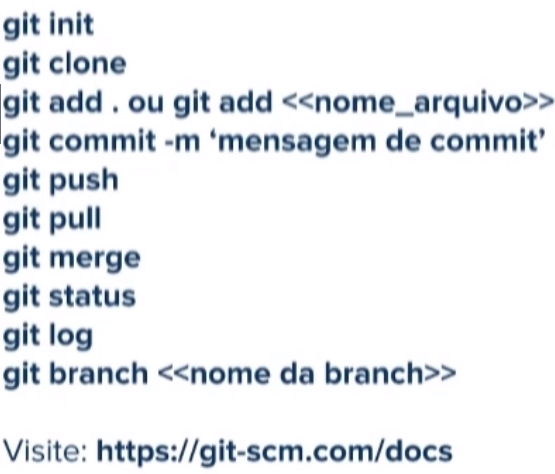 git init
git clone
git add . ou git add <<nome_arquivo>>
git commit -m ‘mensagem de commit’
git push
git pull
git merge
git status
git log
git branch <<nome da branch>>
Visite: https://git-scm.com/docs